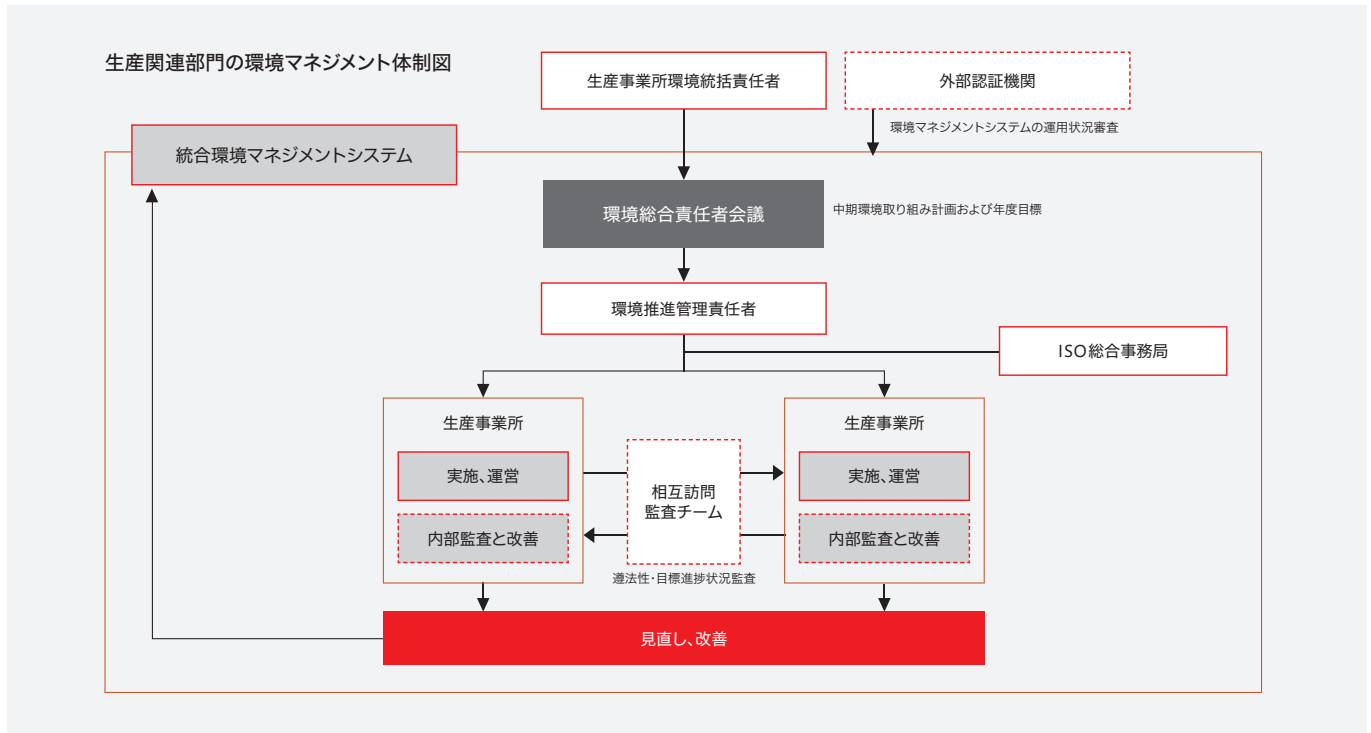 生産関連部門の環境マネジメント体制図
生産事業所環境統括責任者
外部認証機関
環境マネジメントシステムの運用状況審査
統合環境マネジメントシステム
環境総合責任者会議
中期環境取り組み計画および年度目標
環境推進管理責任者
ISO総合事務局
生産事業所
実施、運営
内部監査と改善
相互訪問
監査チーム
遵法性・目標進捗状況監査
生産事業所
実施、運営
内部監査と改善
見直し、改善